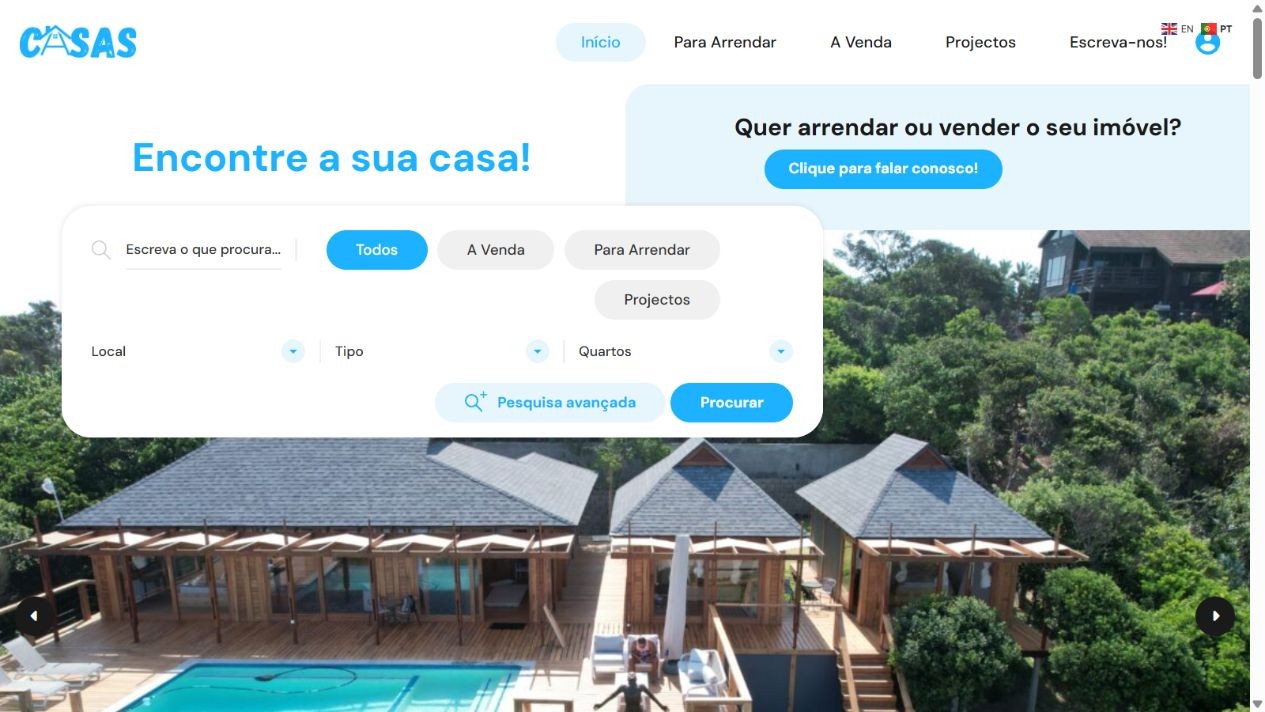 CASAS
Início
Para Arrendar
A Venda
Projectos
Escreva-nos!
EN
PT
Quer arrendar ou vender o seu imóvel?
Clique para falar conosco!
Encontre a sua casa!
Escreva o que procura...
Todos
A Venda
Para Arrendar
Projectos
Local
Tipo
Quartos
Pesquisa avançada
Procurar